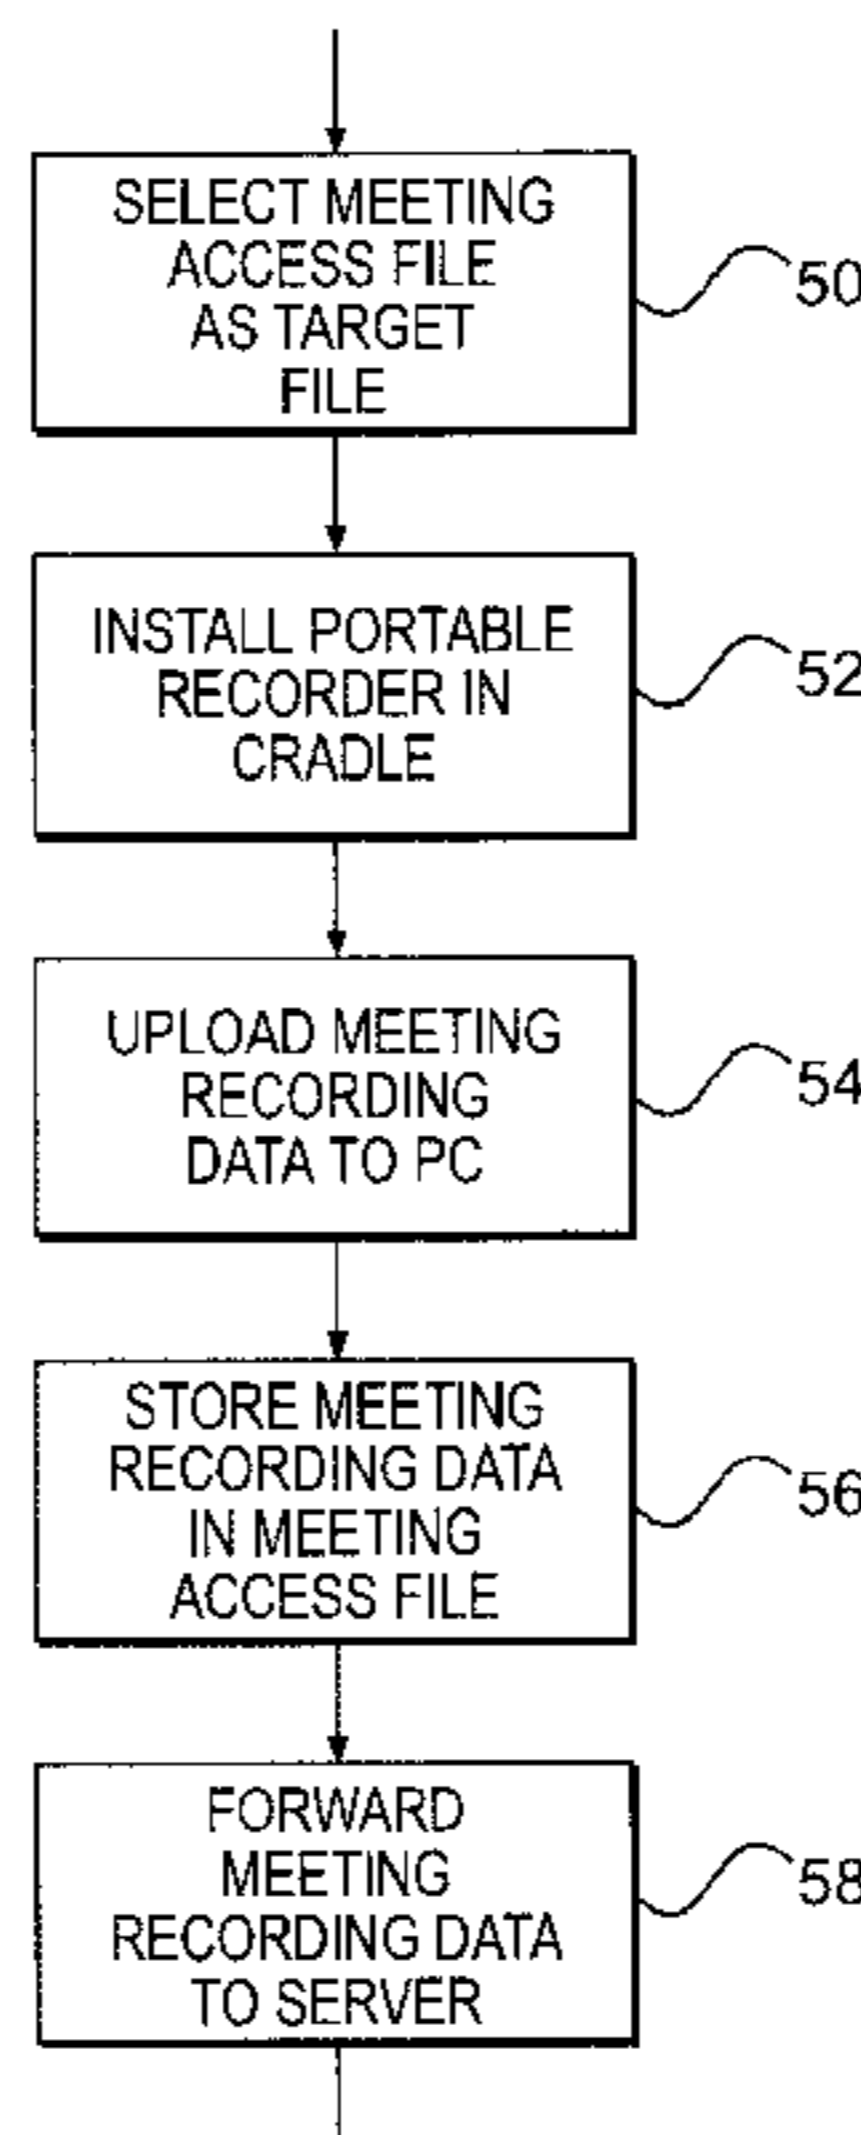 SELECT MEETING
ACCESS FILE
AS TARGET
FILE
50
INSTALL PORTABLE
RECORDER IN
CRADLE
52
UPLOAD MEETING
RECORDING
DATA TO PC
54
STORE MEETING
RECORDING DATA
IN MEETING
ACCESS FILE
56
FORWARD
MEETING
RECORDING DATA
TO SERVER
58